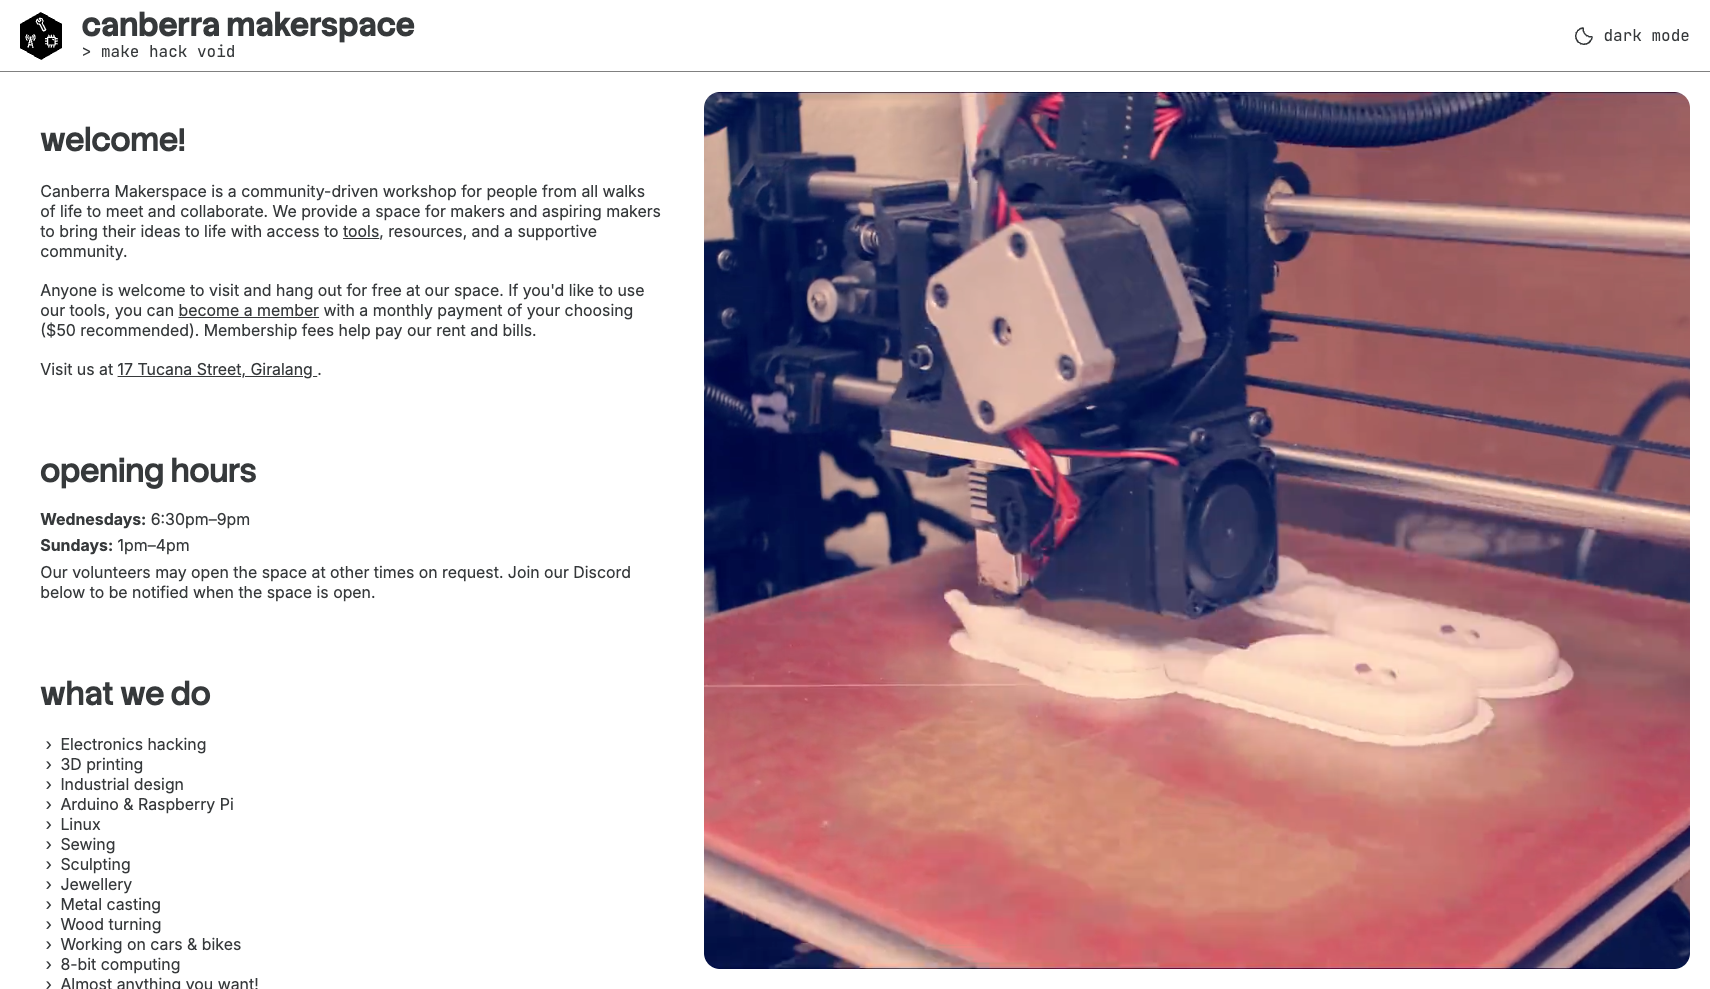 canberra makerspace
> make hack void
dark mode
welcome!
Canberra Makerspace is a community-driven workshop for people from all walks
of life to meet and collaborate. We provide a space for makers and aspiring makers
to bring their ideas to life with access to tools, resources, and a supportive
community.
Anyone is welcome to visit and hang out for free at our space. If you'd like to use
our tools, you can become a member with a monthly payment of your choosing
($50 recommended). Membership fees help pay our rent and bills.
Visit us at 17 Tucana Street, Giralang .
opening hours
Wednesdays: 6:30pm–9pm
Sundays: 1pm–4pm
Our volunteers may open the space at other times on request. Join our Discord
below to be notified when the space is open.
what we do
› Electronics hacking
› 3D printing
› Industrial design
› Arduino & Raspberry Pi
› Linux
› Sewing
› Sculpting
› Jewellery
› Metal casting
› Wood turning
› Working on cars & bikes
› 8-bit computing
› Almost anything you want!